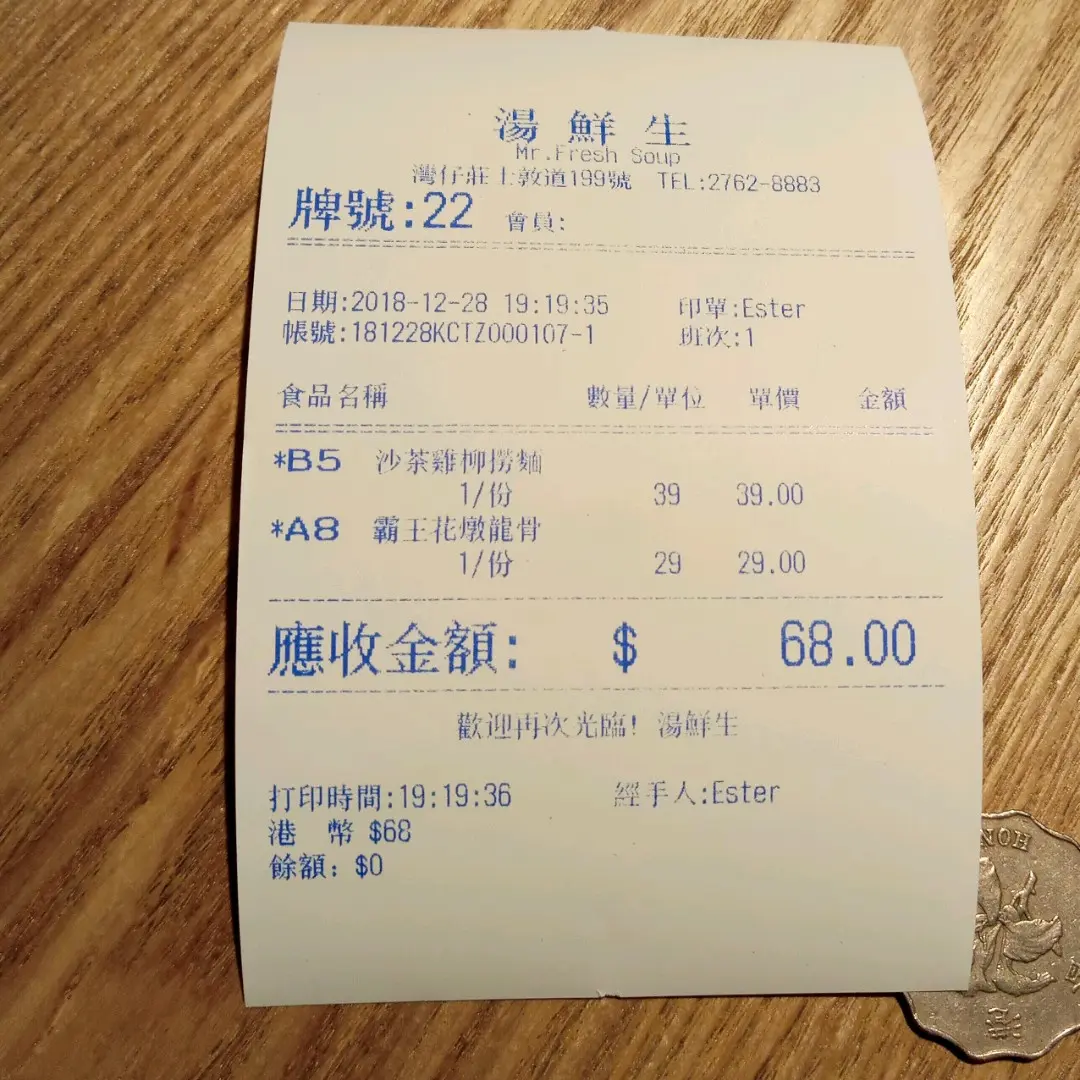 湯鮮生
Mr.Fresh Soup
灣仔莊士敦道199號 TEL:2762-8883
牌號:22 會員:
日期:2018-12-28 19:19:35 印單:Ester
帳號:181228KCTZ000107-1 班次:1
食品名稱 數量/單位 單價 金額
*B5 沙茶雞柳撈麵
1/份 39 39.00
*A8 霸王花燉龍骨
1/份 29 29.00
應收金額: $ 68.00
歡迎再次光臨! 湯鮮生
打印時間:19:19:36 經手人:Ester
港 幣 $68
餘額: $0
HON
港